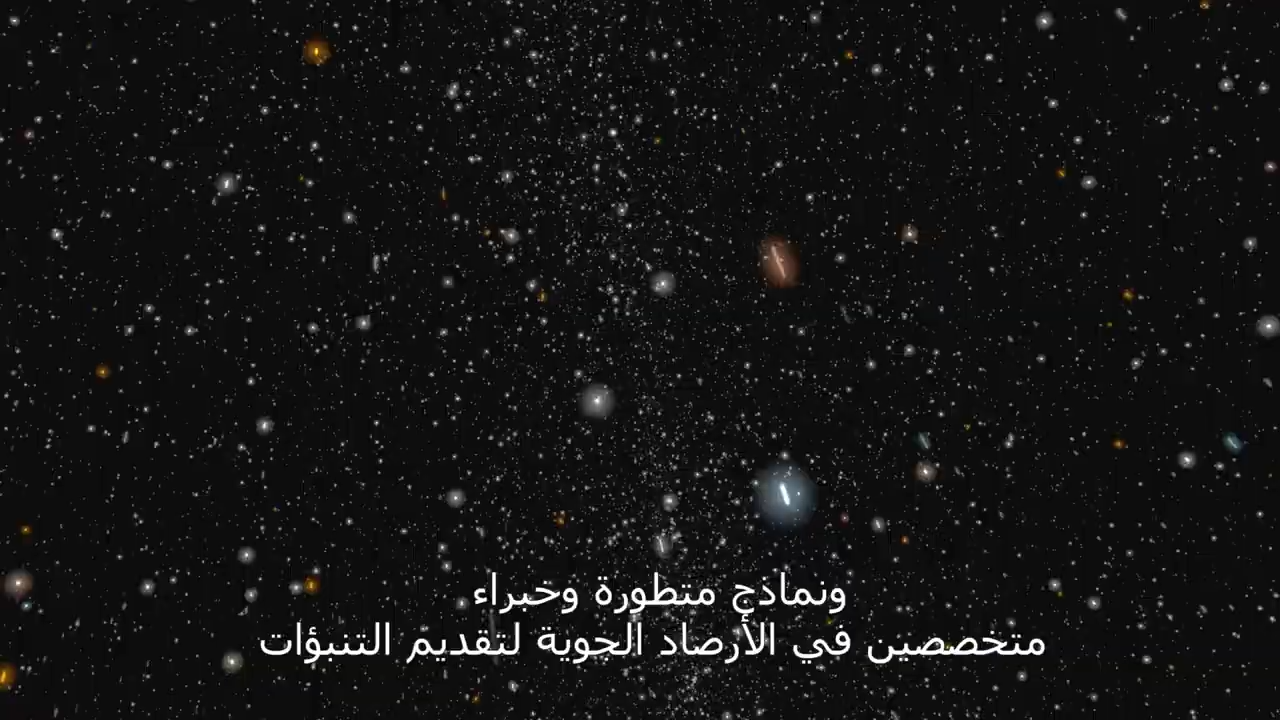 ونماذج متطورة وخبراء
متخصصين في الأرصاد الجوية لتقديم التنبؤات